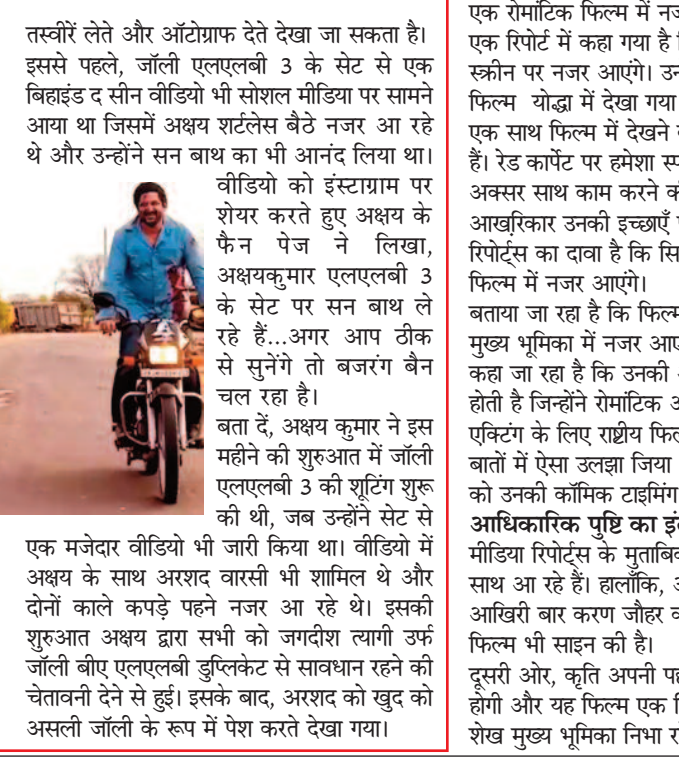 तस्वीरें लेते और ऑटोग्राफ देते देखा जा सकता है।
इससे पहले, जॉली एलएलबी 3 के सेट से एक
बिहाइंड द सीन वीडियो भी सोशल मीडिया पर सामने
आया था जिसमें अक्षय शर्टलेस बैठे नजर आ रहे
थे और उन्होंने सन बाथ का भी आनंद लिया था।
वीडियो को इंस्टाग्राम पर
शेयर करते हुए अक्षय के
फैन पेज ने लिखा,
अक्षयकुमार एलएलबी 3
के सेट पर सन बाथ ले
रहे हैं...अगर आप ठीक
से सुनेंगे तो बजरंग बैन
चल रहा है।
बता दें, अक्षय कुमार ने इस
महीने की शुरुआत में जॉली
एलएलबी 3 की शूटिंग शुरू
की थी, जब उन्होंने सेट से
एक मजेदार वीडियो भी जारी किया था। वीडियो में
अक्षय के साथ अरशद वारसी भी शामिल थे और
दोनों काले कपड़े पहने नजर आ रहे थे। इसकी
शुरुआत अक्षय द्वारा सभी को जगदीश त्यागी उर्फ
जॉली बीए एलएलबी डुप्लिकेट से सावधान रहने की
चेतावनी देने से हुई। इसके बाद, अरशद को खुद को
असली जॉली के रूप में पेश करते देखा गया।
एक रोमांटिक फिल्म में
एक रिपोर्ट में कहा गया है
स्क्रीन पर नजर आएंगे।
फिल्म योद्धा में देखा गया
एक साथ फिल्म में देखने
हैं। रेड कार्पेट पर हमेशा
अक्सर साथ काम करने
आखरिकार उनकी इच्छाएँ
रिपोर्ट्स का दावा है कि
फिल्म में नजर आएंगे।
बताया जा रहा है कि
मुख्य भूमिका में नजर
कहा जा रहा है कि उनकी
होती है जिन्होंने रोमांटिक
एक्टिंग के लिए राष्टीय
बातों में ऐसा उलझा जिया
को उनकी कॉमिक टाइमिंग
आधिकारिक पुष्टि का
मीडिया रिपोर्ट्स के
साथ आ रहे हैं। हालाँकि,
आखिरी बार करण जौहर
फिल्म भी साइन की है।
दूसरी ओर, कृति अपनी
होगी और यह फिल्म एक
शेख मुख्य भूमिका निभा